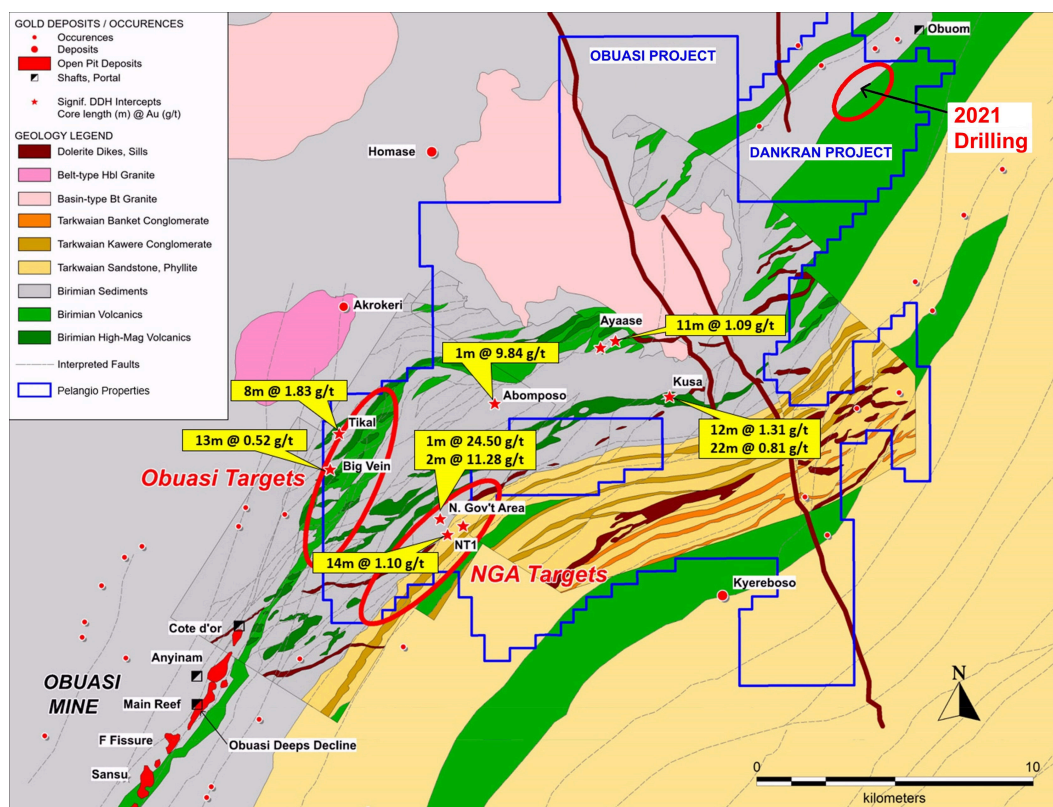 GOLD DEPOSITS / OCCURENCES
Occurences
Deposits
Open Pit Deposits
Shafts, Portal
Signif. DDH Intercepts
Core length (m) @ Au (g/t)
GEOLOGY LEGEND
Dolerite Dikes, Sills
Belt-type Hbl Granite
Basin-type Bt Granite
Tarkwaian Banket Conglomerate
Tarkwaian Kawere Conglomerate
Tarkwaian Sandstone, Phyllite
Birimian Sediments
Birimian Volcanics
Birimian High-Mag Volcanics
Interpreted Faults
Pelangio Properties
Obuom
OBUASI PROJECT
2021
Drilling
DANKRAN PROJECT
Homase
Akrokeri
Ayaase
11m @ 1.09 g/t
1m @ 9.84 g/t
Kusa
8m @ 1.83 g/t
Abomposo
Tikal
12m @ 1.31 g/t
22m @ 0.81 g/t
13m @ 0.52 g/t
1m @ 24.50 g/t
2m @ 11.28 g/t
Big Vein
Obuasi Targets
N. Gov't Area
NT1
14m @ 1.10 g/t
NGA Targets
Kyereboso
Cote d'or
Anyinam
OBUASI
MINE
Main Reef
F Fissure
Obuasi Deeps Decline
Sansu
N
0
10
kilometers